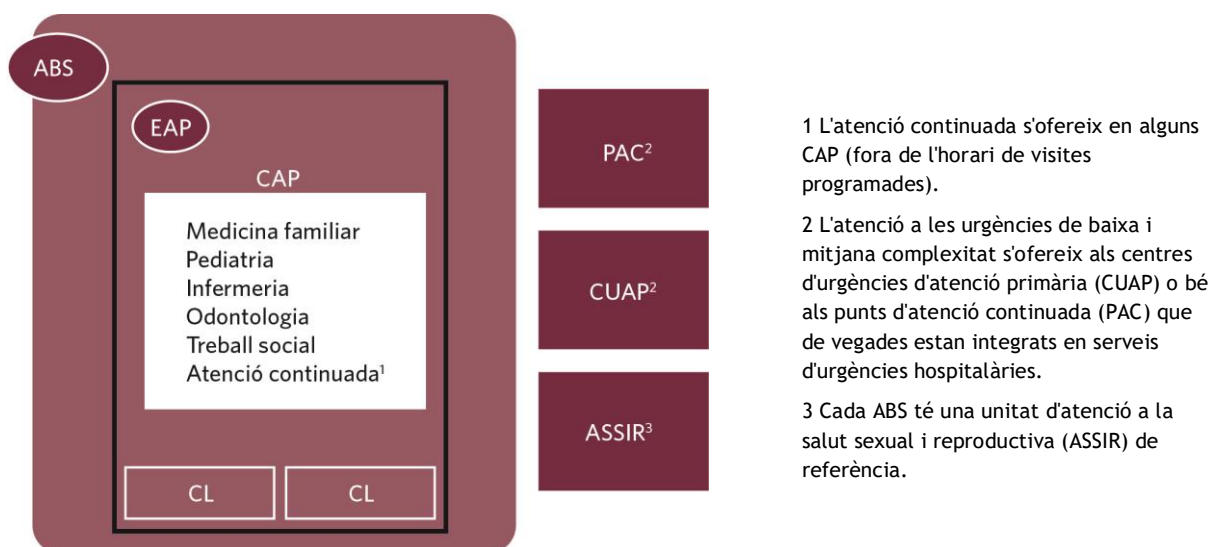 ABS
EAP
CAP
Medicina familiar
Pediatria
Infermeria
Odontologia
Treball social
Atenció continuada¹
CL
CL
PAC²
CUAP²
ASSIR³
1 L'atenció continuada s'ofereix en alguns
CAP (fora de l'horari de visites
programades).
2 L'atenció a les urgències de baixa i
mitjana complexitat s'ofereix als centres
d'urgències d'atenció primària (CUAP) o bé
als punts d'atenció continuada (PAC) que
de vegades estan integrats en serveis
d'urgències hospitalàries.
3 Cada ABS té una unitat d'atenció a la
salut sexual i reproductiva (ASSIR) de
referència.